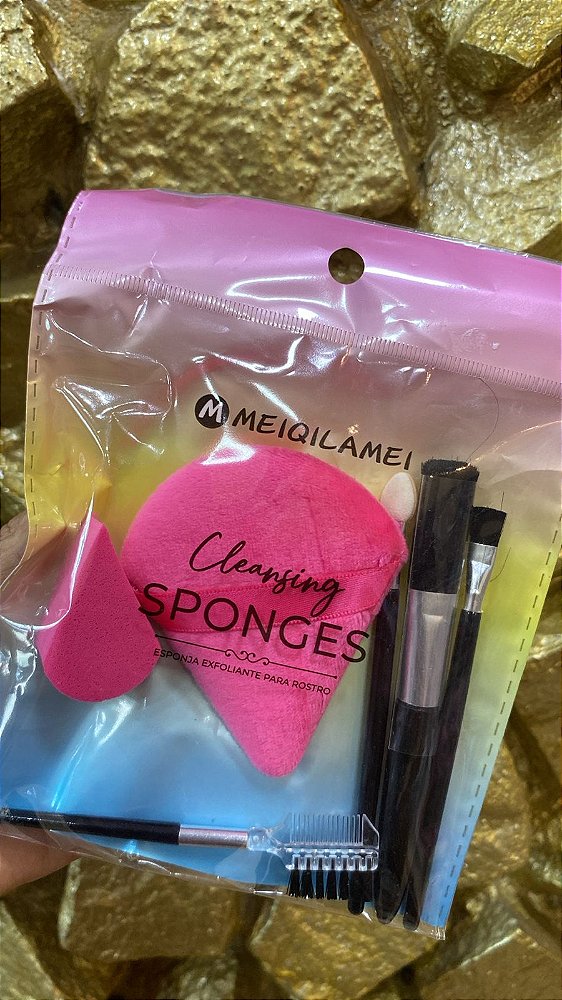 M MEIQILAMEI
Cleansing
SPONGES
ESPONJA EXFOLIANTE PARA ROSTRO